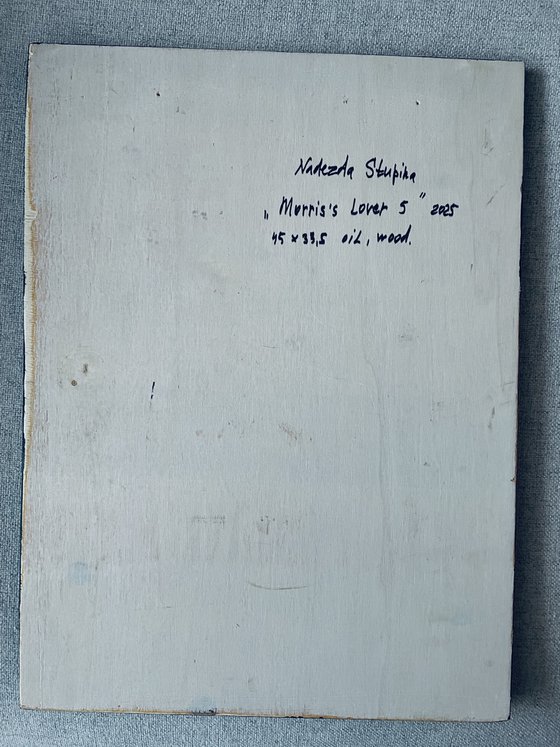 Nadezda Stupina
„Morris's Lover 5" 2025
45 x 33,5 oil, wood.